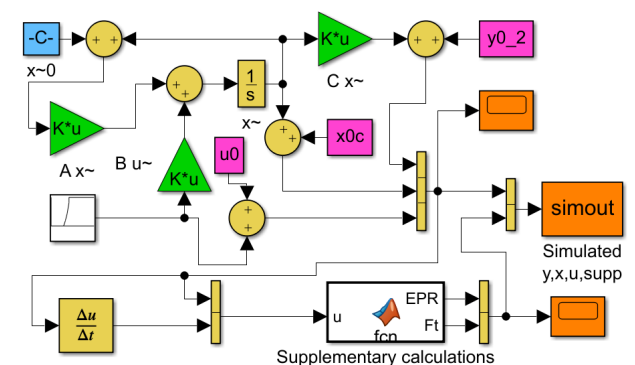 -C-
+ +
K*u
+ +
y0_2
x~0
C x~
+ +
1
s
K*u
x~
+ +
x0c
A x~
B u~
K*u
u0
+
+
simout
Simulated
y,x,u,supp
Δu
Δt
u
fcn
EPR
Ft
Supplementary calculations